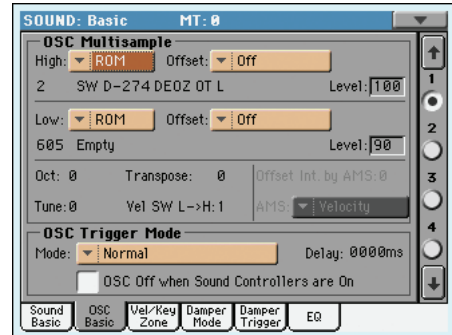 SOUND: Basic MT: 0
OSC Multisample
High: ROM Offset: Off
2 SW D-274 DEOZ OT L Level: 100
Low: ROM Offset: Off
605 Empty Level: 90
Oct: 0 Transpose: 0 Offset Int. by AMS: 0
Tune: 0 Vel SW L->H: 1 AMS: Velocity
OSC Trigger Mode
Mode: Normal Delay: 0000ms
OSC Off when Sound Controllers are On
1
2
3
4
Sound Basic OSC Basic Vel/Key Zone Damper Mode Damper Trigger EQ